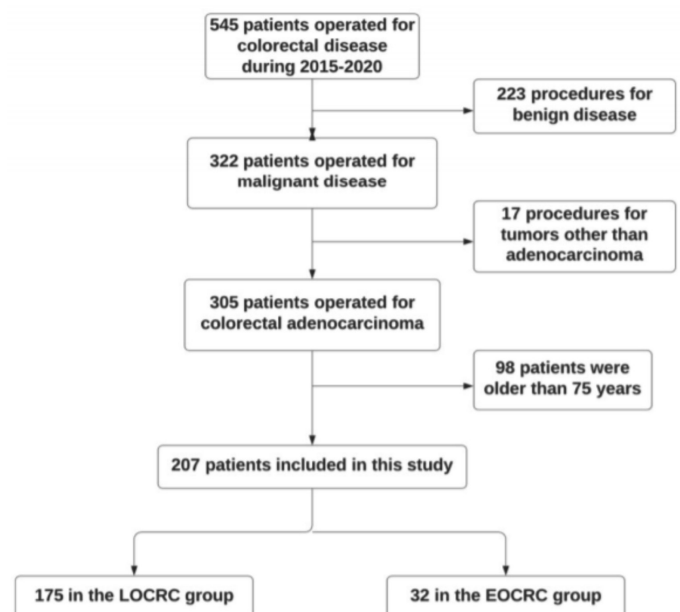 545 patients operated for
colorectal disease
during 2015-2020
223 procedures for
benign disease
322 patients operated for
malignant disease
17 procedures for
tumors other than
adenocarcinoma
305 patients operated for
colorectal adenocarcinoma
98 patients were
older than 75 years
207 patients included in this study
175 in the LOCRC group
32 in the EOCRC group